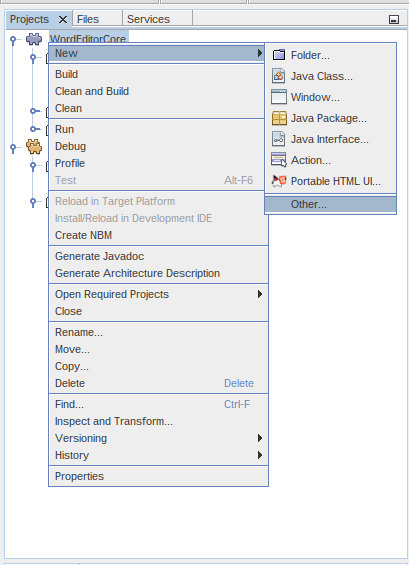 Projects
Files
Services
WordEditorCore
New
Build
Clean and Build
Clean
Run
Debug
Profile
Test Alt-F6
Reload in Target Platform
Install/Reload in Development IDE
Create NBM
Generate Javadoc
Generate Architecture Description
Open Required Projects
Close
Rename...
Move...
Copy...
Delete Delete
Find... Ctrl-F
Inspect and Transform...
Versioning
History
Properties
Folder...
Java Class...
Window...
Java Package...
Java Interface...
Action...
Portable HTML UI...
Other...